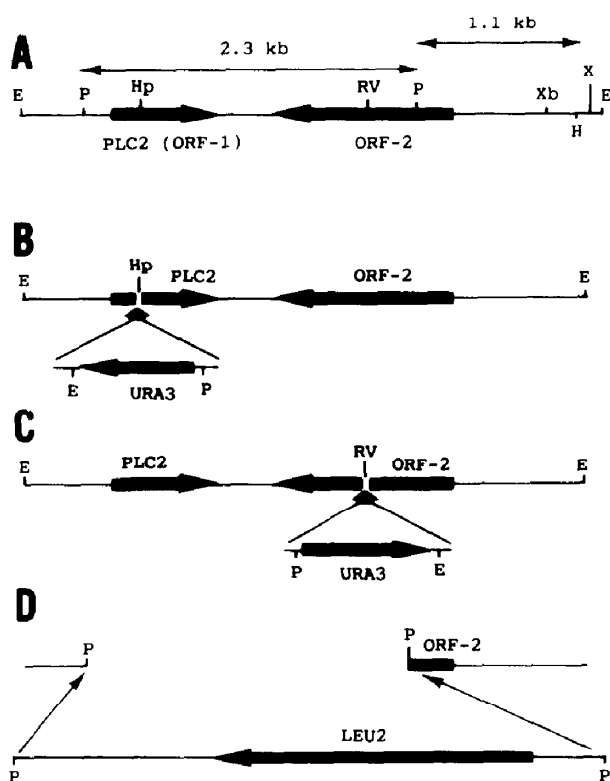 A
2.3 kb
1.1 kb
E P Hp RV P Xb X E
H
PLC2 (ORF-1) ORF-2
B
Hp
E PLC2 ORF-2 E
E URA3 P
C
RV
E PLC2 ORF-2 E
P URA3 E
D
P P ORF-2
LEU2
P P